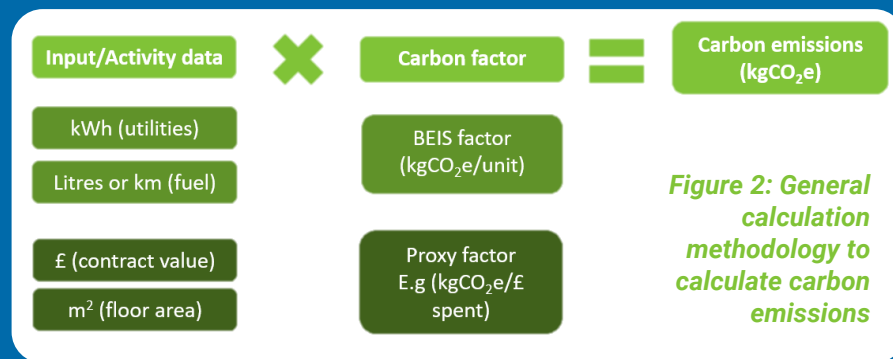 Input/Activity data
Carbon factor
Carbon emissions
(kgCO₂e)
kWh (utilities)
Litres or km (fuel)
£ (contract value)
m² (floor area)
BEIS factor
(kgCO₂e/unit)
Proxy factor
E.g (kgCO₂e/£
spent)
Figure 2: General
calculation
methodology to
calculate carbon
emissions